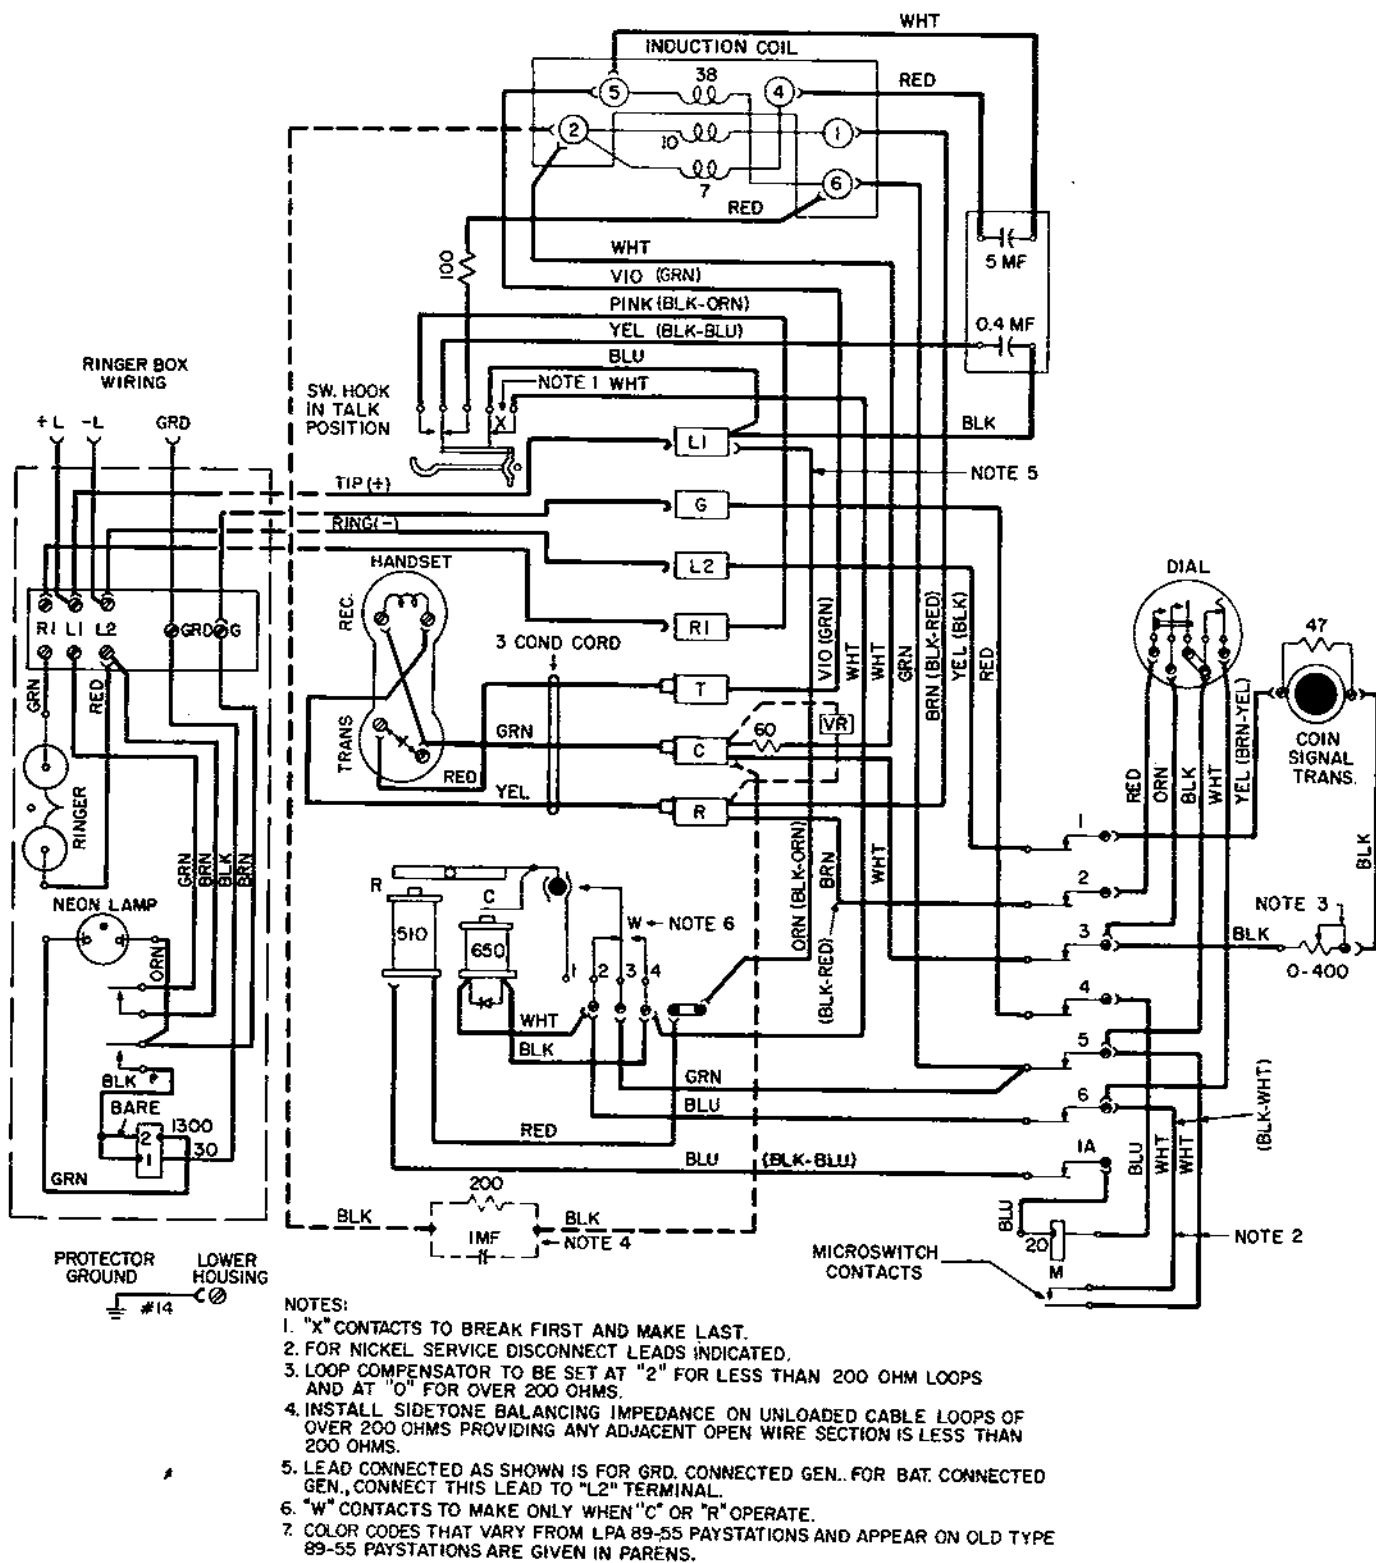 WHT
INDUCTION COIL
38
5
4
RED
2
10
1
7
6
RED
WHT
100
VIO (GRN)
5 MF
PINK (BLK-ORN)
YEL (BLK-BLU)
0.4 MF
BLU
RINGER BOX
WIRING
NOTE 1 WHT
SW. HOOK
IN TALK
POSITION
X
+L
-L
GRD
BLK
L1
NOTE 5
TIP (+)
G
RING (-)
HANDSET
L2
DIAL
REC.
R1
R1 L1 L2
GRD
G
3 COND CORD
47
GRN
RED
T
VIO (GRN)
WHT
WHT
GRN
BRN (BLK-RED)
YEL (BLK)
RED
TRANS
GRN
C
60
VR
RED
YEL.
R
RED
ORN
BLK
WHT
YEL (BRN-YEL)
COIN
SIGNAL
TRANS.
RINGER
1
BLK
GRN
BRN
BLK
BRN
R
C
ORN (BLK-ORN)
BRN
WHT
2
NEON LAMP
W
NOTE 6
NOTE 3
510
650
3
BLK
0-400
ORN
1
2
3
4
(BLK-RED)
4
WHT
BLK
5
BLK
GRN
6
(BLK-WHT)
BARE
BLU
2
1300
RED
1
30
1A
BLU
WHT
WHT
BLU
(BLK-BLU)
GRN
200
BLK
BLK
BLU
1MF
NOTE 4
20
NOTE 2
M
MICROSWITCH
CONTACTS
PROTECTOR
GROUND
LOWER
HOUSING
#14
NOTES:
1. "X" CONTACTS TO BREAK FIRST AND MAKE LAST.
2. FOR NICKEL SERVICE DISCONNECT LEADS INDICATED.
3. LOOP COMPENSATOR TO BE SET AT "2" FOR LESS THAN 200 OHM LOOPS
AND AT "0" FOR OVER 200 OHMS.
4. INSTALL SIDETONE BALANCING IMPEDANCE ON UNLOADED CABLE LOOPS OF
OVER 200 OHMS PROVIDING ANY ADJACENT OPEN WIRE SECTION IS LESS THAN
200 OHMS.
5. LEAD CONNECTED AS SHOWN IS FOR GRD. CONNECTED GEN.. FOR BAT. CONNECTED
GEN., CONNECT THIS LEAD TO "L2" TERMINAL.
6. "W" CONTACTS TO MAKE ONLY WHEN "C" OR "R" OPERATE.
7. COLOR CODES THAT VARY FROM LPA 89-55 PAYSTATIONS AND APPEAR ON OLD TYPE
89-55 PAYSTATIONS ARE GIVEN IN PARENS.